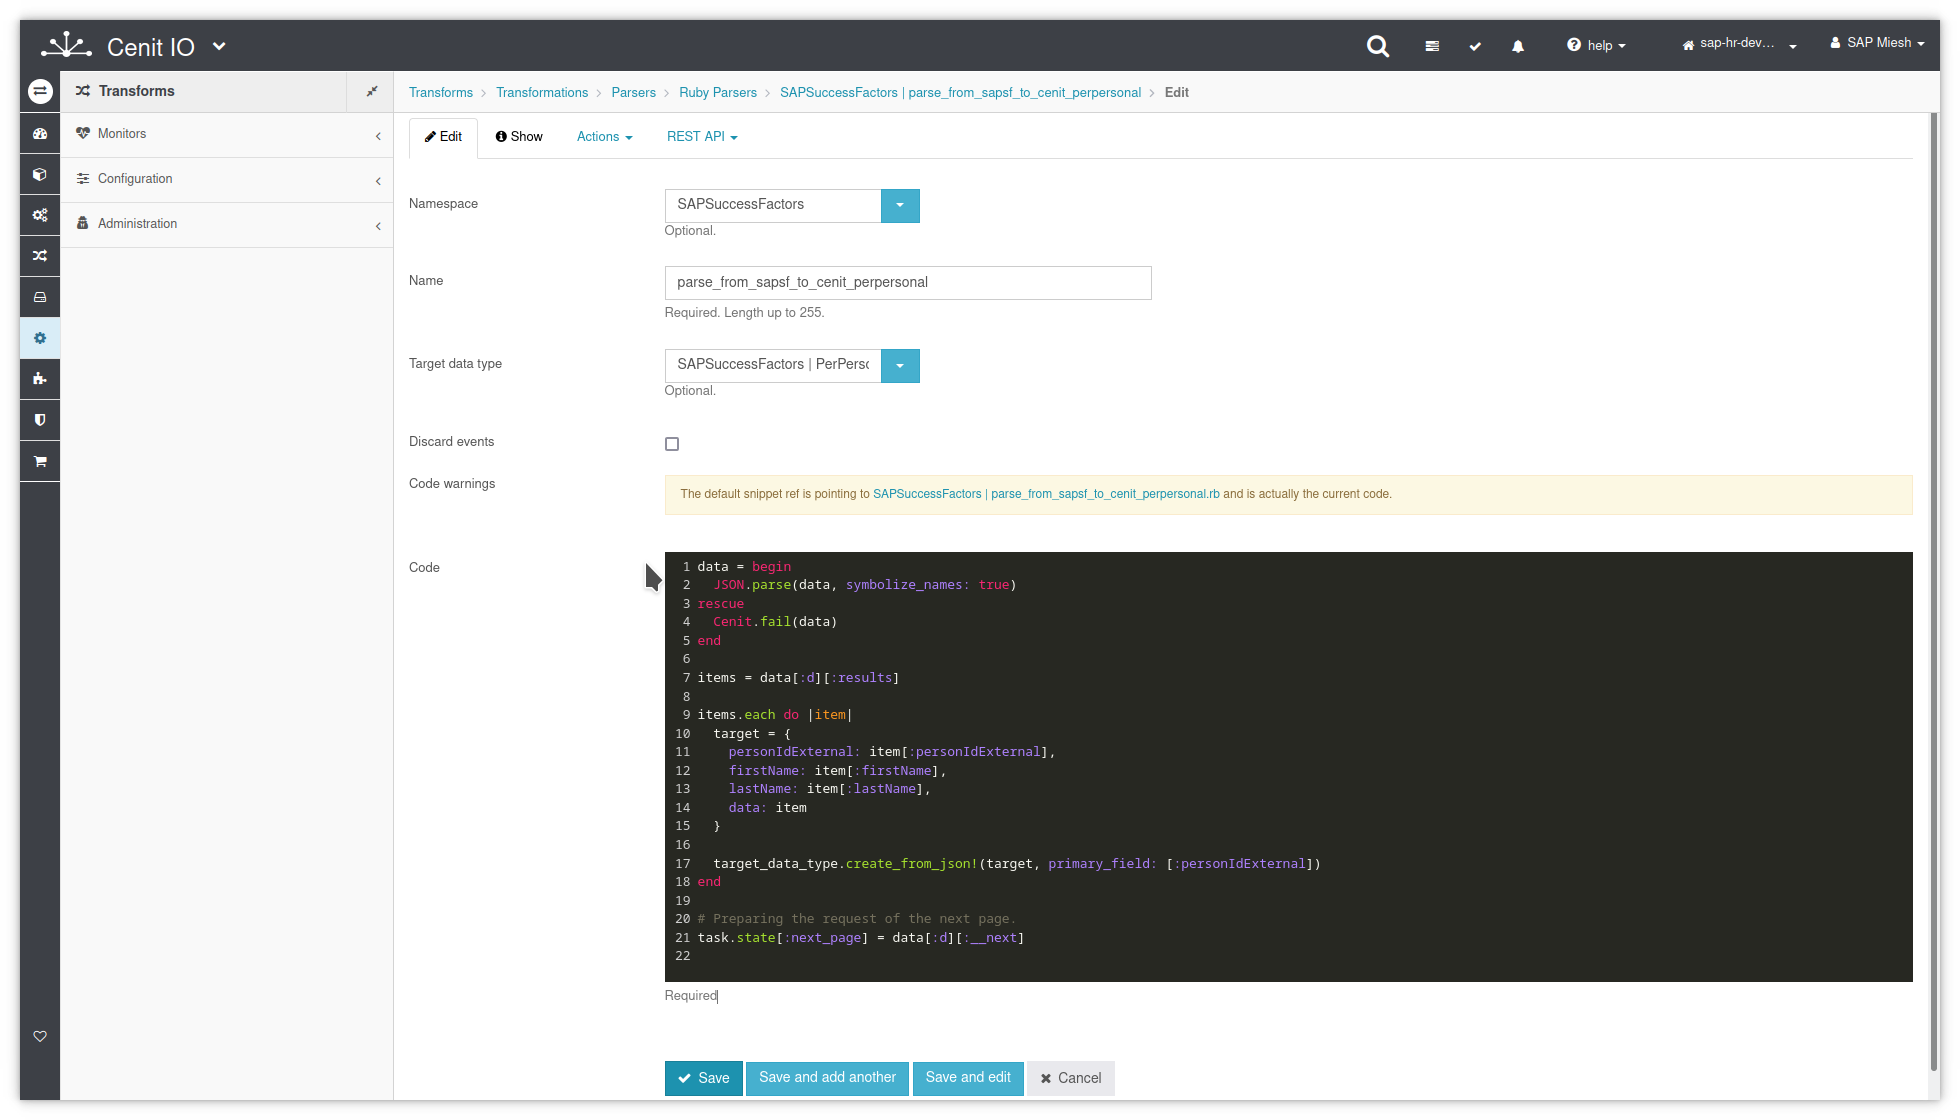 Cenit IO
help
sap-hr-dev...
SAP Miesh
Transforms
Transforms
Transformations
Parsers
Ruby Parsers
SAPSuccessFactors | parse_from_sapsf_to_cenit_perpersonal
Edit
Monitors
Configuration
Administration
Edit
Show
Actions
REST API
Namespace
SAPSuccessFactors
Optional.
Name
parse_from_sapsf_to_cenit_perpersonal
Required. Length up to 255.
Target data type
SAPSuccessFactors | PerPerso
Optional.
Discard events
Code warnings
The default snippet ref is pointing to SAPSuccessFactors | parse_from_sapsf_to_cenit_perpersonal.rb and is actually the current code.
Code
1 data = begin
2   JSON.parse(data, symbolize_names: true)
3 rescue
4   Cenit.fail(data)
5 end
6
7 items = data[:d][:results]
8
9 items.each do |item|
10   target = {
11     personIdExternal: item[:personIdExternal],
12     firstName: item[:firstName],
13     lastName: item[:lastName],
14     data: item
15   }
16
17   target_data_type.create_from_json!(target, primary_field: [:personIdExternal])
18 end
19
20 # Preparing the request of the next page.
21 task.state[:next_page] = data[:d][:__next]
22
Required
Save
Save and add another
Save and edit
Cancel